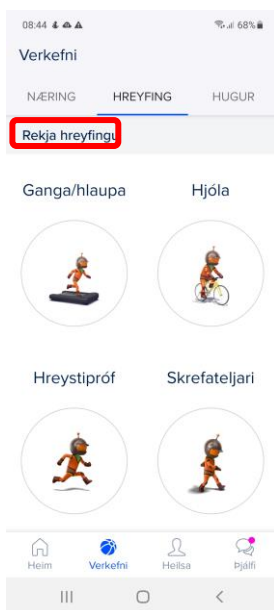 08:44 68%
Verkefni
NÆRING HREYFING HUGUR
Rekja hreyfingu
Ganga/hlaupa Hjóla
Hreystipróf Skrefateljari
Heim Verkefni Heilsa Þjálfi